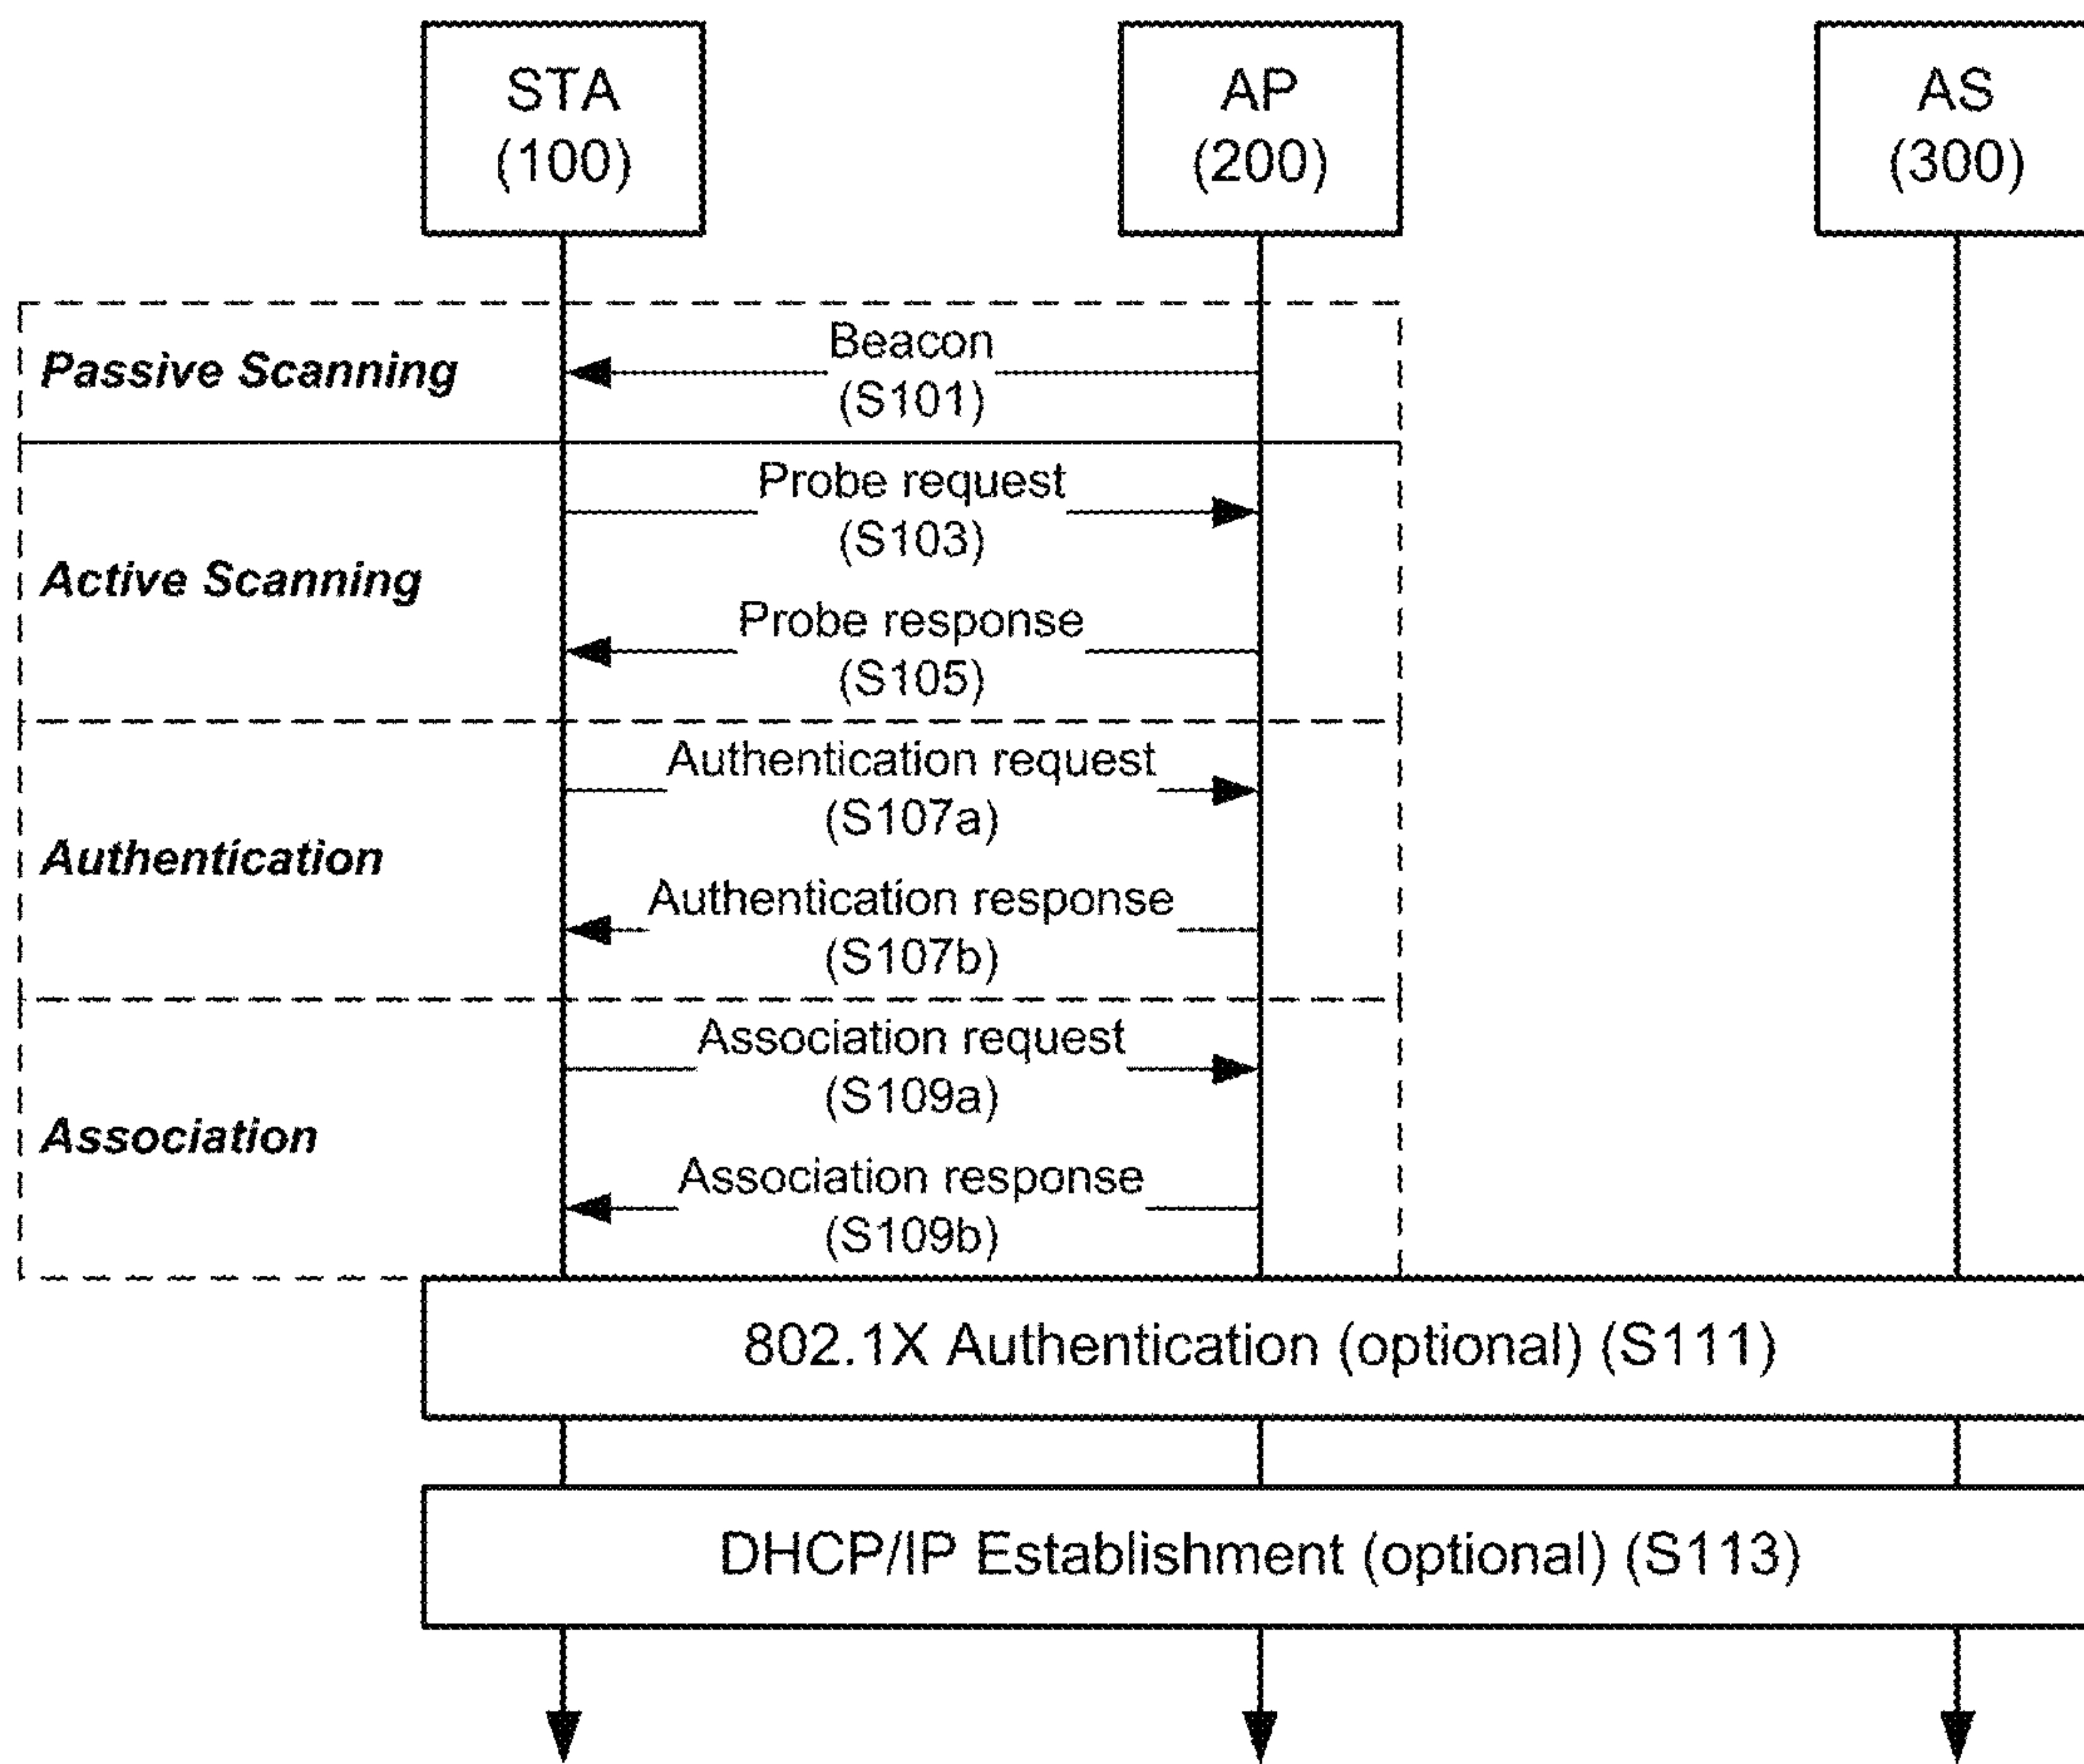 STA
(100)
AP
(200)
AS
(300)
Passive Scanning
Beacon
(S101)
Active Scanning
Probe request
(S103)
Probe response
(S105)
Authentication
Authentication request
(S107a)
Authentication response
(S107b)
Association
Association request
(S109a)
Association response
(S109b)
802.1X Authentication (optional) (S111)
DHCP/IP Establishment (optional) (S113)